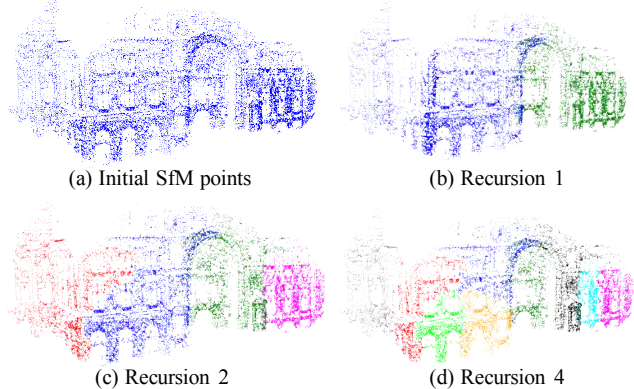 (a) Initial SfM points
(b) Recursion 1
(c) Recursion 2
(d) Recursion 4